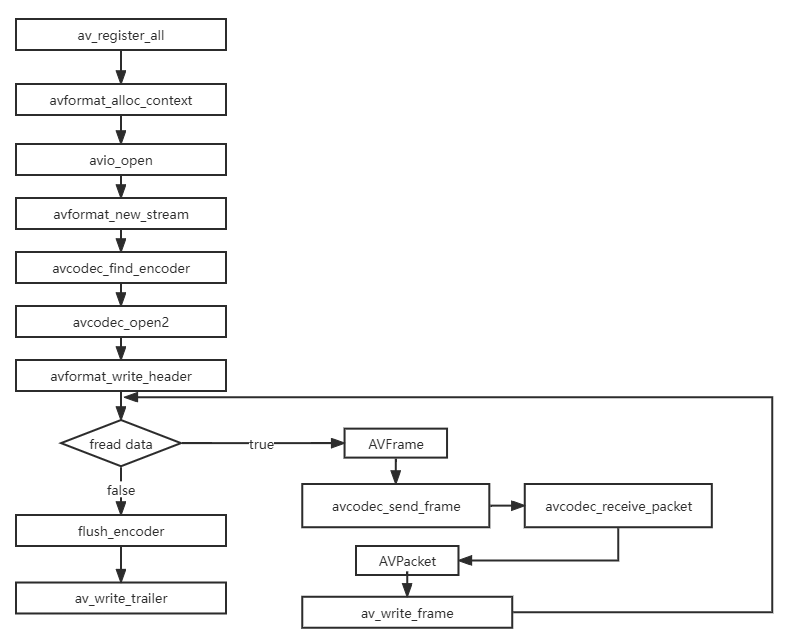 av_register_all
avformat_alloc_context
avio_open
avformat_new_stream
avcodec_find_encoder
avcodec_open2
avformat_write_header
fread data
true
AVFrame
false
avcodec_send_frame
avcodec_receive_packet
flush_encoder
AVPacket
av_write_trailer
av_write_frame